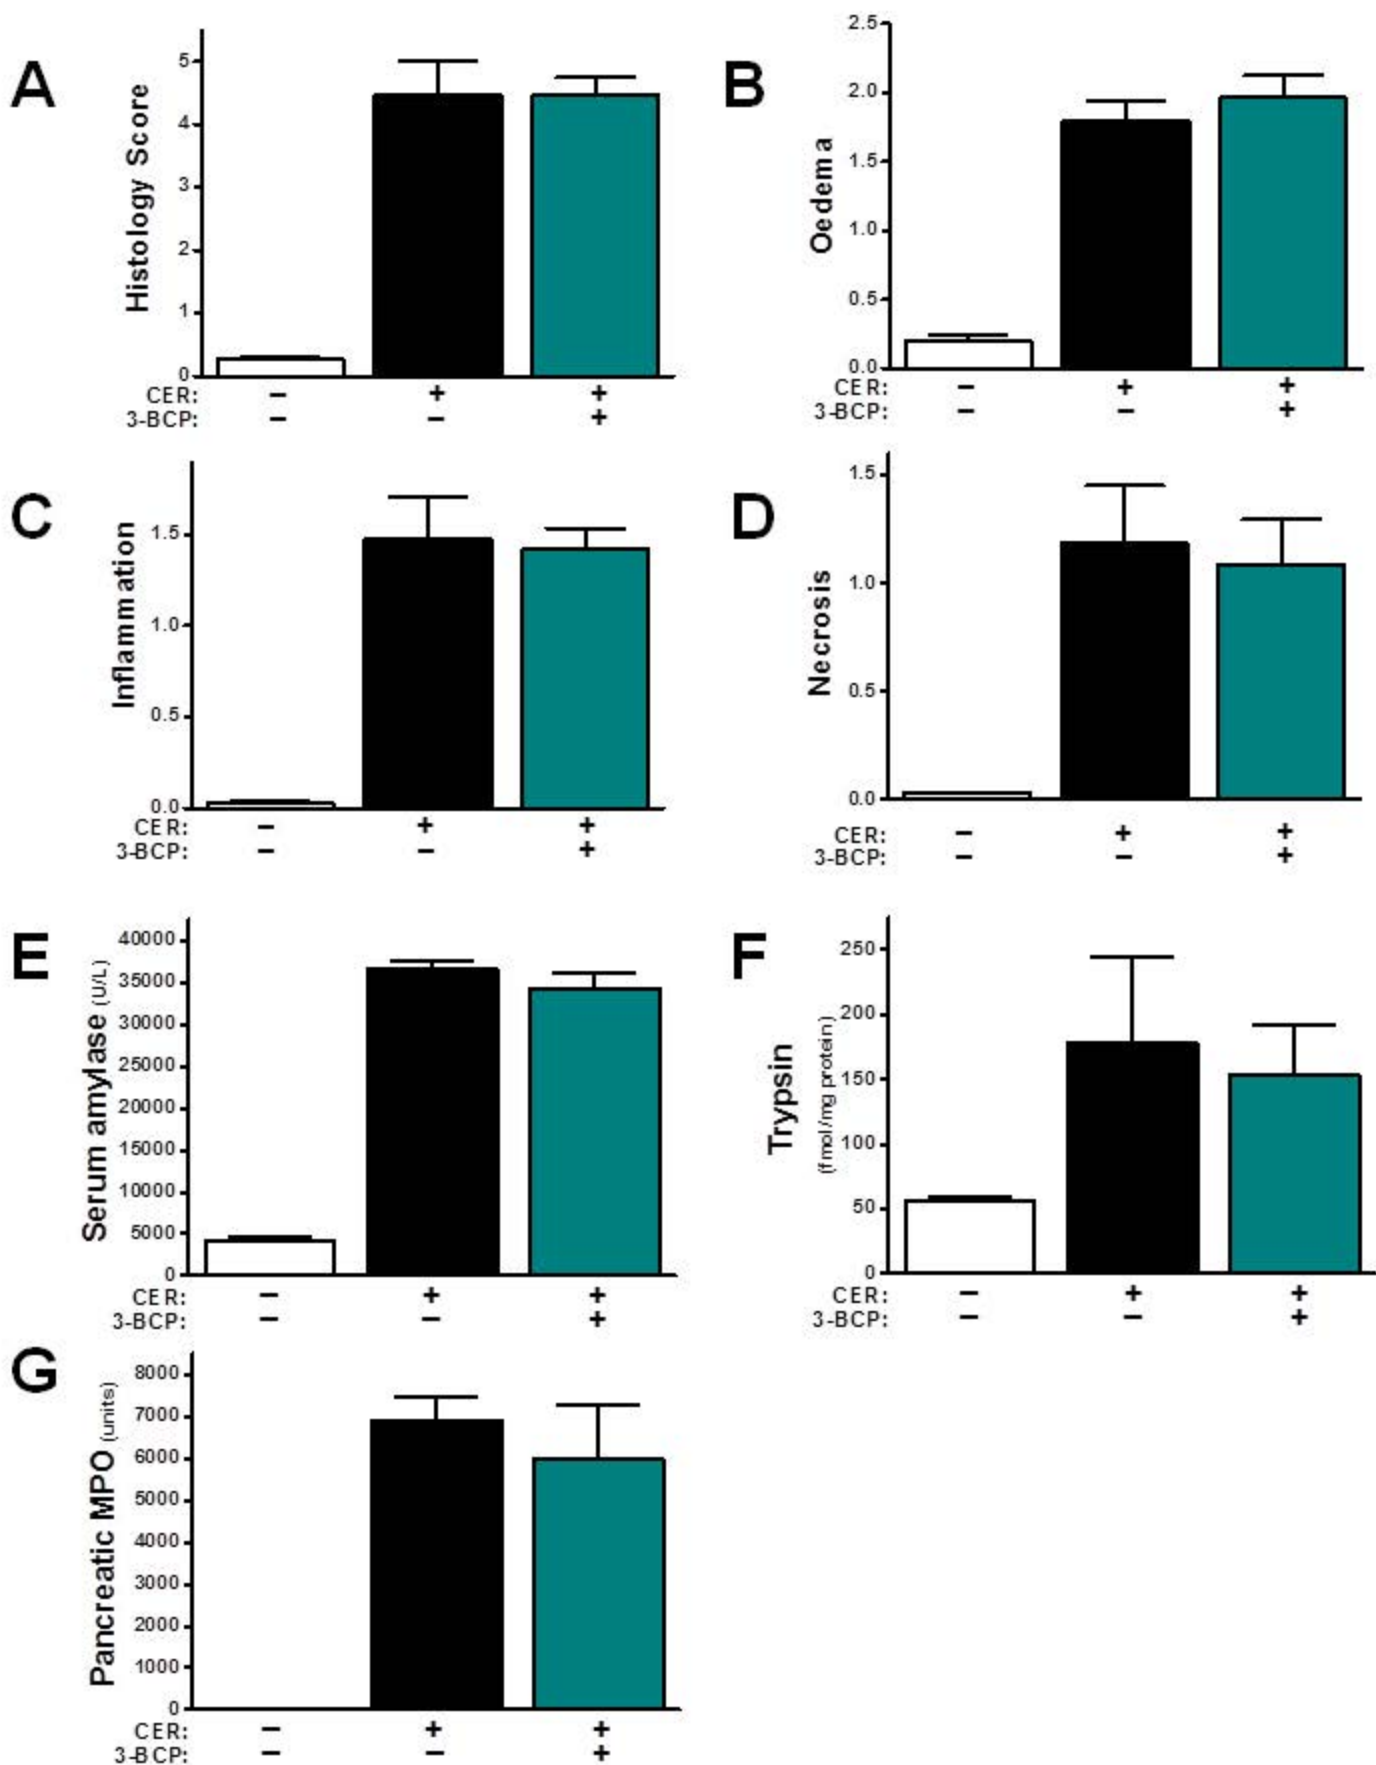 A
Histology Score
5
4
3
2
1
0
CER: − + +
3-BCP: − − +
B
Oedema
2.5
2.0
1.5
1.0
0.5
0.0
CER: − + +
3-BCP: − − +
C
Inflammation
1.5
1.0
0.5
0.0
CER: − + +
3-BCP: − − +
D
Necrosis
1.5
1.0
0.5
0.0
CER: − + +
3-BCP: − − +
E
Serum amylase (U/L)
40000
35000
30000
25000
20000
15000
10000
5000
0
CER: − + +
3-BCP: − − +
F
Trypsin
(fmol/mg protein)
250
200
150
100
50
0
CER: − + +
3-BCP: − − +
G
Pancreatic MPO (units)
8000
7000
6000
5000
4000
3000
2000
1000
0
CER: − + +
3-BCP: − − +